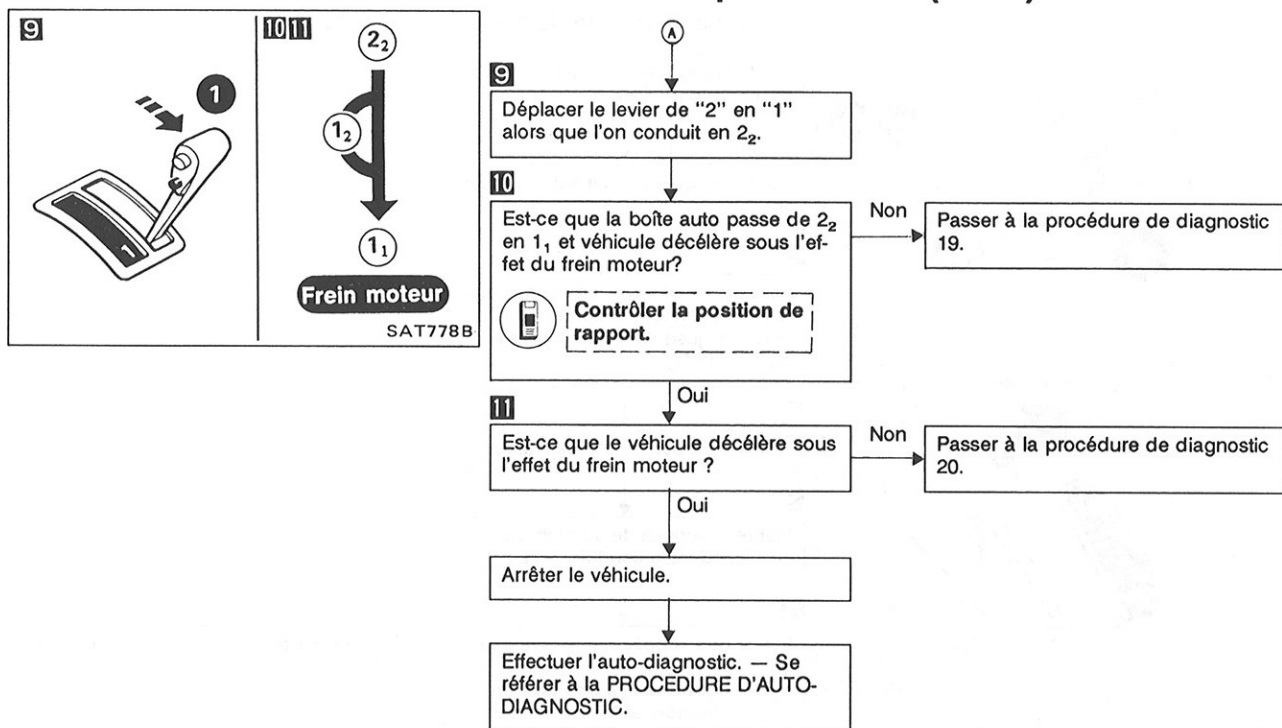 9
1
1
10 11
2₂
1₂
1₁
Frein moteur
SAT778B
A
9
Déplacer le levier de “2” en “1”
alors que l'on conduit en 2₂.
10
Est-ce que la boîte auto passe de 2₂
en 1₁ et véhicule décélère sous l'ef-
fet du frein moteur?
Contrôler la position de
rapport.
Non
Passer à la procédure de diagnostic
19.
Oui
11
Est-ce que le véhicule décélère sous
l'effet du frein moteur ?
Non
Passer à la procédure de diagnostic
20.
Oui
Arrêter le véhicule.
Effectuer l'auto-diagnostic. — Se
référer à la PROCEDURE D'AUTO-
DIAGNOSTIC.